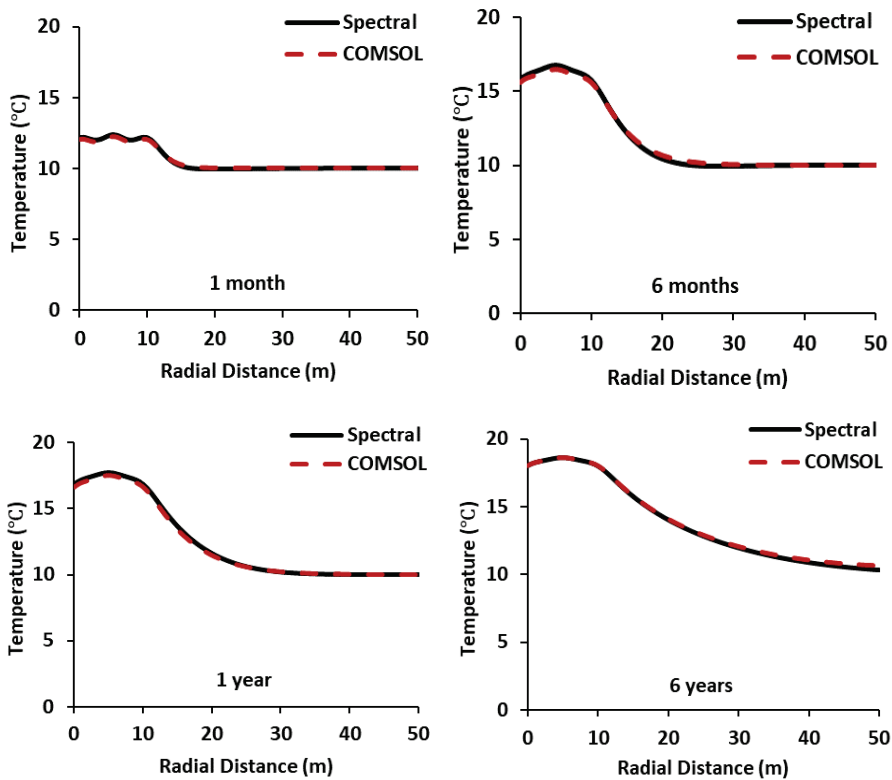 Spectral
COMSOL
20
15
10
5
0
Temperature (°C)
1 month
0 10 20 30 40 50
Radial Distance (m)
Spectral
COMSOL
20
15
10
5
0
Temperature (°C)
6 months
0 10 20 30 40 50
Radial Distance (m)
Spectral
COMSOL
20
15
10
5
0
Temperature (°C)
1 year
0 10 20 30 40 50
Radial Distance (m)
Spectral
COMSOL
20
15
10
5
0
Temperature (°C)
6 years
0 10 20 30 40 50
Radial Distance (m)